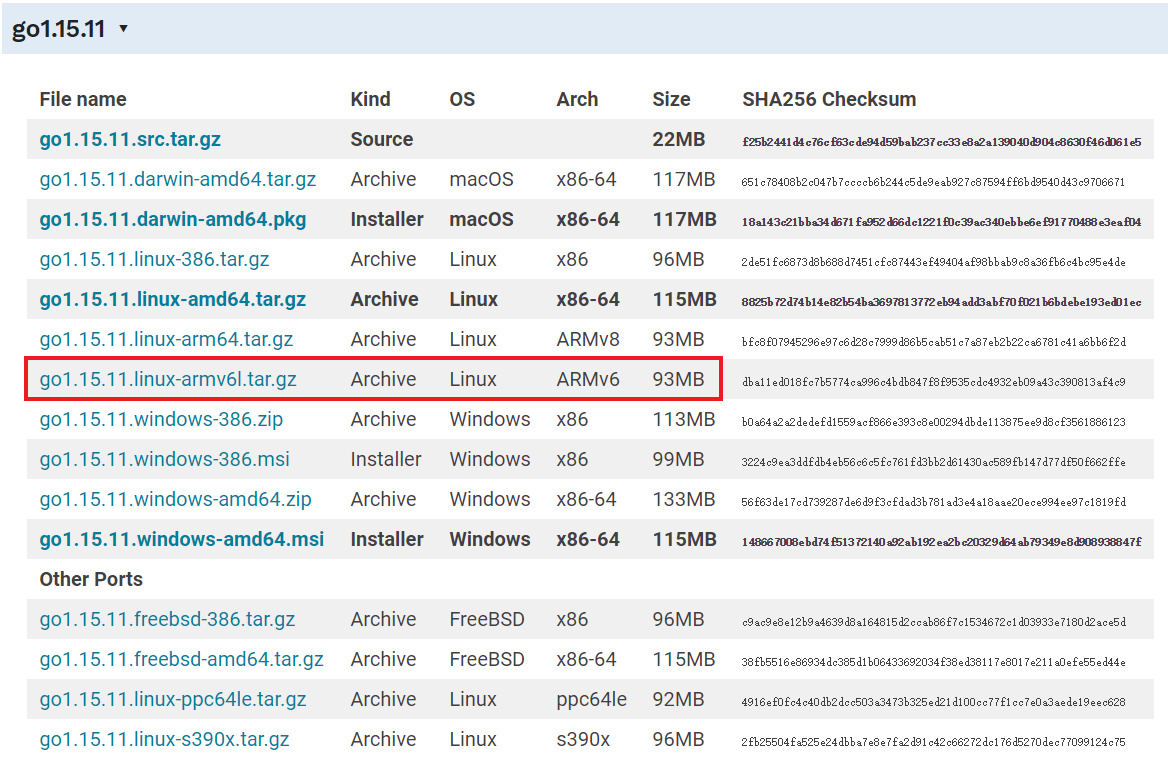 go1.15.11 ▼
File name Kind OS Arch Size SHA256 Checksum
go1.15.11.src.tar.gz Source 22MB f25b2441d4c76cf63cde94d59bab237cc33e8a2a139040d904c8630f46d061e5
go1.15.11.darwin-amd64.tar.gz Archive macOS x86-64 117MB 651c78408b2c047b7ccccb6b244c5de9eab927c87594ff6bd9540d43c9706671
go1.15.11.darwin-amd64.pkg Installer macOS x86-64 117MB 18a143c21bba34d671fa952d66dc1221f0c39ac340ebbe6ef91770488e3eaf04
go1.15.11.linux-386.tar.gz Archive Linux x86 96MB 2de51fc6873d8b688d7451cfc87443ef49404af98bbab9c8a36fb6c4bc95e4de
go1.15.11.linux-amd64.tar.gz Archive Linux x86-64 115MB 8825b72d74b14e82b54ba3697813772eb94add3abf70f021b6bdebe193ed01ec
go1.15.11.linux-arm64.tar.gz Archive Linux ARMv8 93MB bfc8f07945296e97c6d28c7999d86b5cab51c7a87eb2b22ca6781c41a6bb6f2d
go1.15.11.linux-armv6l.tar.gz Archive Linux ARMv6 93MB dba11ed018fc7b5774ca996c4bdb847f8f9535cdc4932eb09a43c390813af4c9
go1.15.11.windows-386.zip Archive Windows x86 113MB b0a64a2a2dedefd1559acf866e393c8e00294dbde113875ee9d8cf3561886123
go1.15.11.windows-386.msi Installer Windows x86 99MB 3224c9ea3ddfdb4eb56c6c5fc761fd3bb2d61430ac589fb147d77df50f662ffe
go1.15.11.windows-amd64.zip Archive Windows x86-64 133MB 56f63de17cd739287de6d9f3cfdad3b781ad3e4a18aae20ece994ee97c1819fd
go1.15.11.windows-amd64.msi Installer Windows x86-64 115MB 148667008ebd74f51372140a92ab192ea2bc20329d64ab79349e8d908938847f
Other Ports
go1.15.11.freebsd-386.tar.gz Archive FreeBSD x86 96MB c9ac9e8e12b9a4639d8a164815d2ccab86f7c1534672c1d03933e7180d2ace5d
go1.15.11.freebsd-amd64.tar.gz Archive FreeBSD x86-64 115MB 38fb5516e86934dc385d1b06433692034f38ed38117e8017e211a0efe55ed44e
go1.15.11.linux-ppc64le.tar.gz Archive Linux ppc64le 92MB 4916ef0fc4c40db2dcc503a3473b325ed21d100cc77f1cc7e0a3aede19eec628
go1.15.11.linux-s390x.tar.gz Archive Linux s390x 96MB 2fb25504fa525e24dbba7e8e7fa2d91c42c66272dc176d5270dec77099124c75